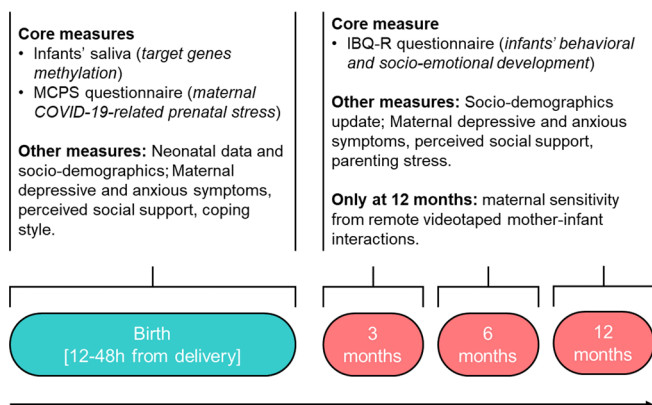 Core measures
• Infants' saliva (target genes
methylation)
• MCPS questionnaire (maternal
COVID-19-related prenatal stress)
Other measures: Neonatal data and
socio-demographics; Maternal
depressive and anxious symptoms,
perceived social support, coping
style.
Core measure
• IBQ-R questionnaire (infants' behavioral
and socio-emotional development)
Other measures: Socio-demographics
update; Maternal depressive and anxious
symptoms, perceived social support,
parenting stress.
Only at 12 months: maternal sensitivity
from remote videotaped mother-infant
interactions.
Birth
[12-48h from delivery]
3
months
6
months
12
months